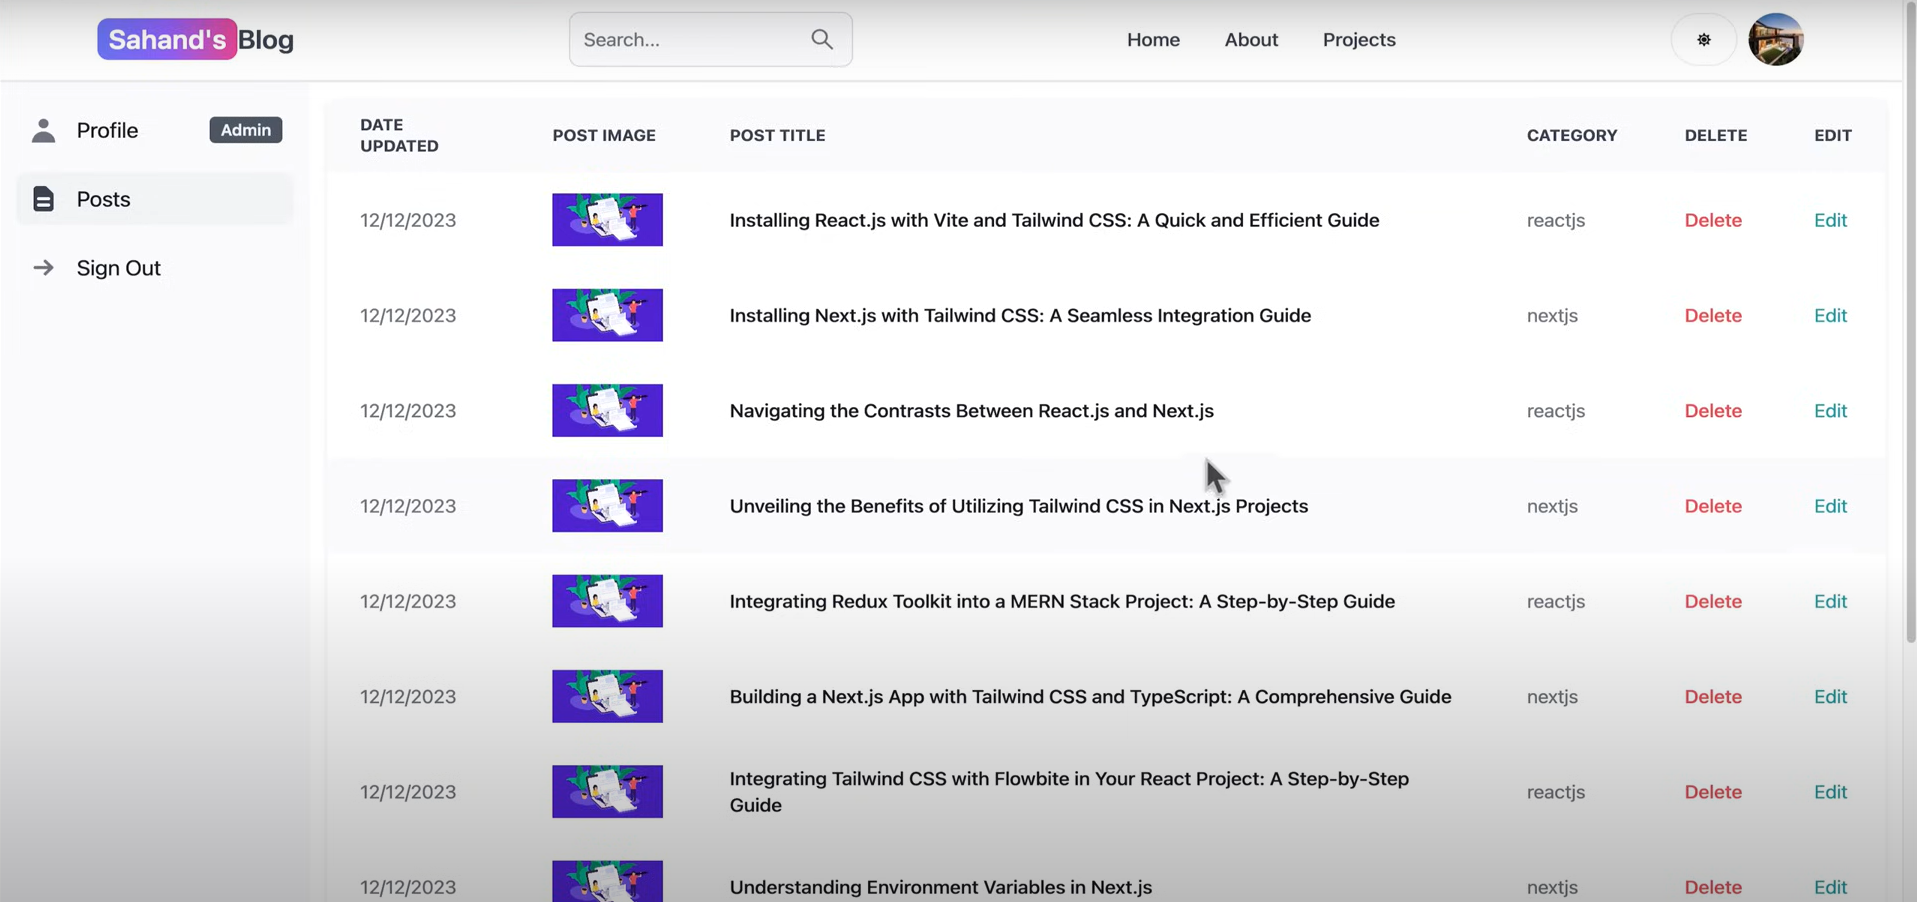 Sahand's Blog
Search...
Home About Projects
Profile Admin
Posts
Sign Out
DATE UPDATED POST IMAGE POST TITLE CATEGORY DELETE EDIT
12/12/2023 Installing React.js with Vite and Tailwind CSS: A Quick and Efficient Guide reactjs Delete Edit
12/12/2023 Installing Next.js with Tailwind CSS: A Seamless Integration Guide nextjs Delete Edit
12/12/2023 Navigating the Contrasts Between React.js and Next.js reactjs Delete Edit
12/12/2023 Unveiling the Benefits of Utilizing Tailwind CSS in Next.js Projects nextjs Delete Edit
12/12/2023 Integrating Redux Toolkit into a MERN Stack Project: A Step-by-Step Guide reactjs Delete Edit
12/12/2023 Building a Next.js App with Tailwind CSS and TypeScript: A Comprehensive Guide nextjs Delete Edit
12/12/2023 Integrating Tailwind CSS with Flowbite in Your React Project: A Step-by-Step Guide reactjs Delete Edit
12/12/2023 Understanding Environment Variables in Next.js nextjs Delete Edit